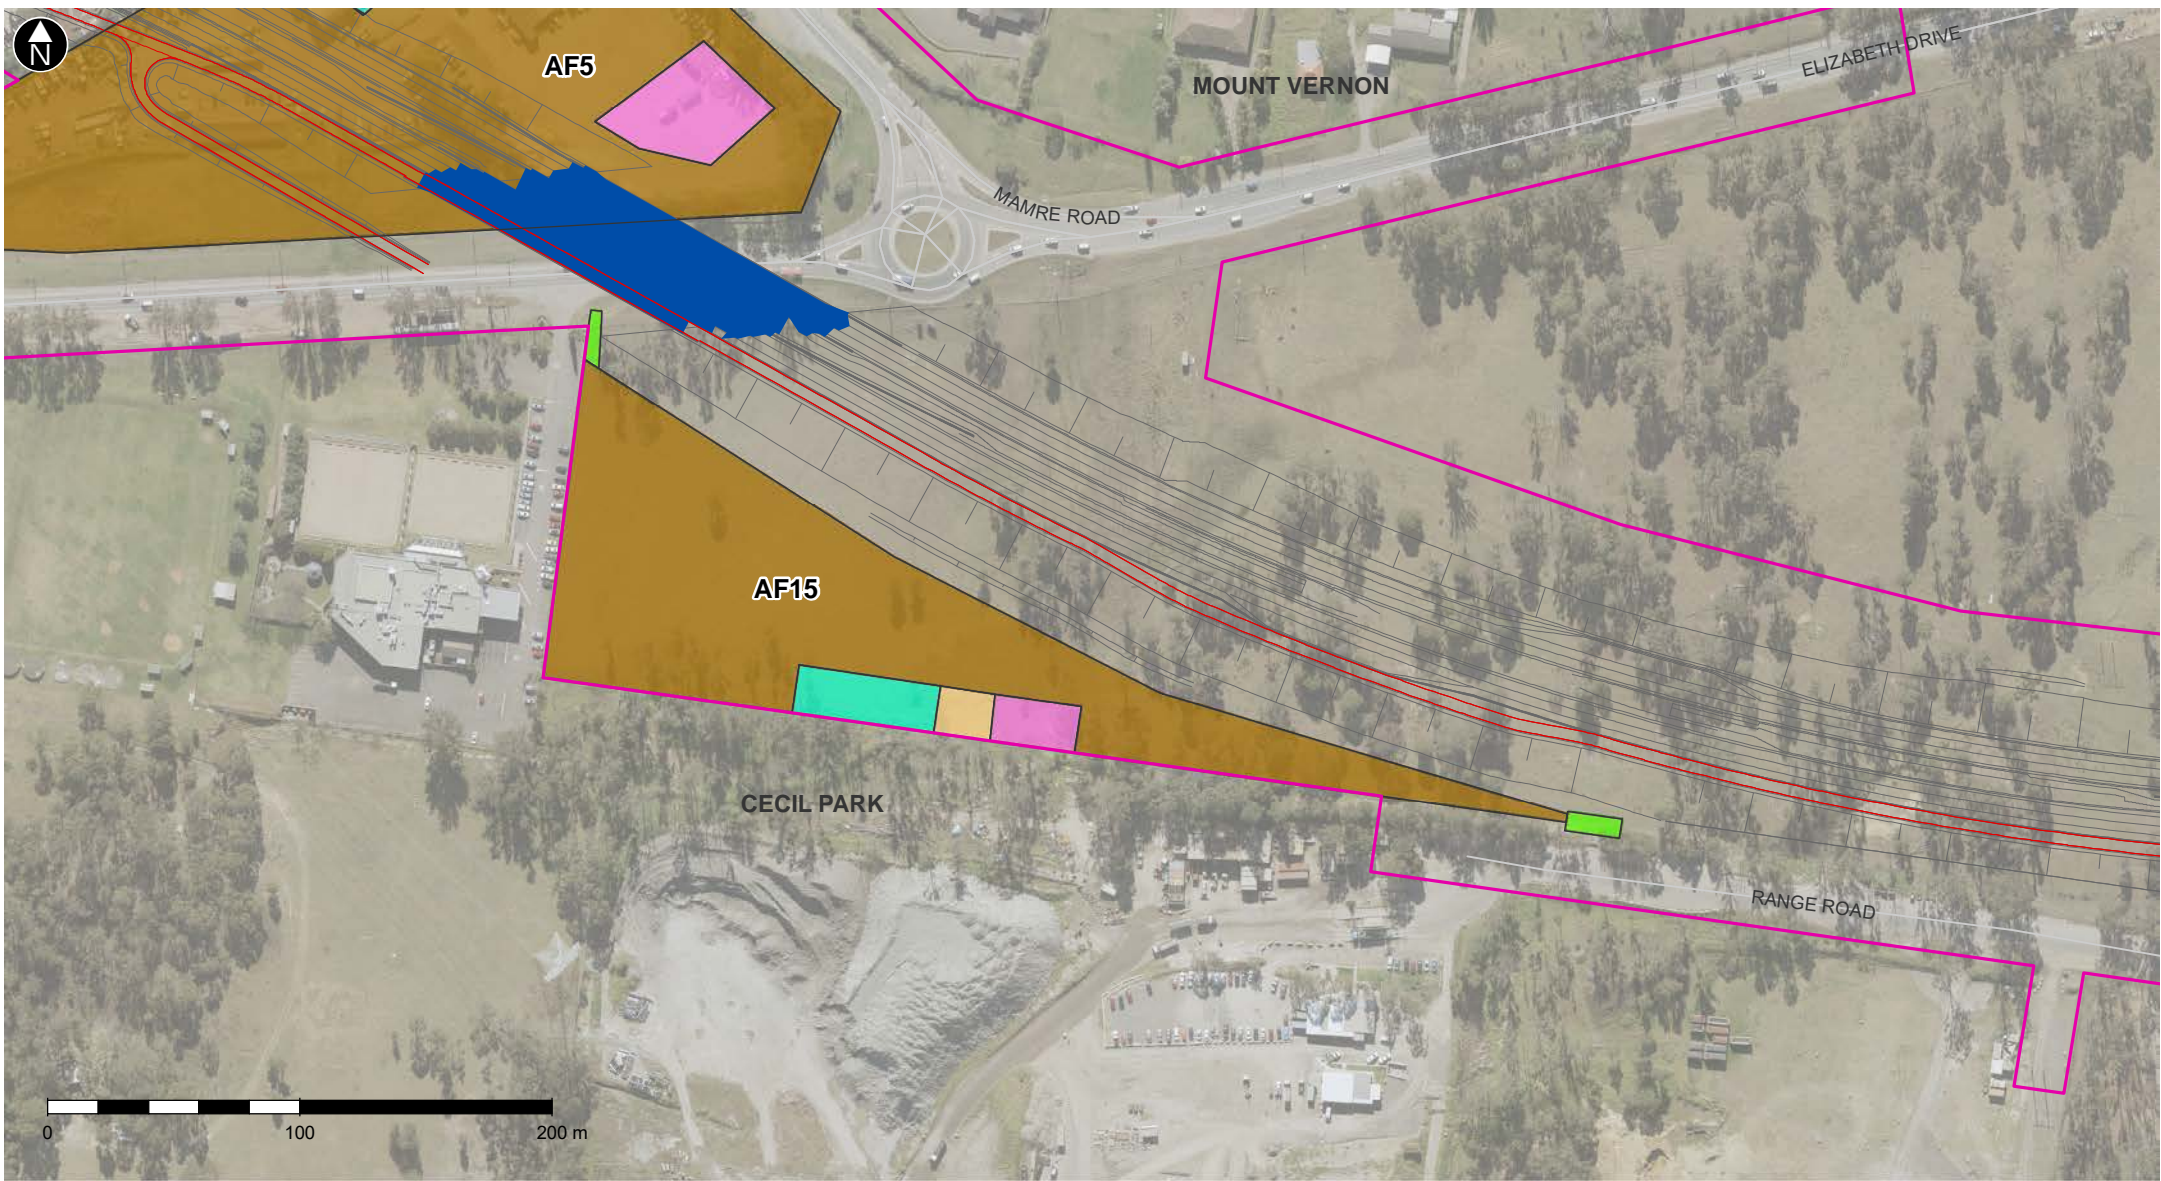 N
AF5
MOUNT VERNON
ELIZABETH DRIVE
MAMRE ROAD
AF15
CECIL PARK
RANGE ROAD
0 100 200 m